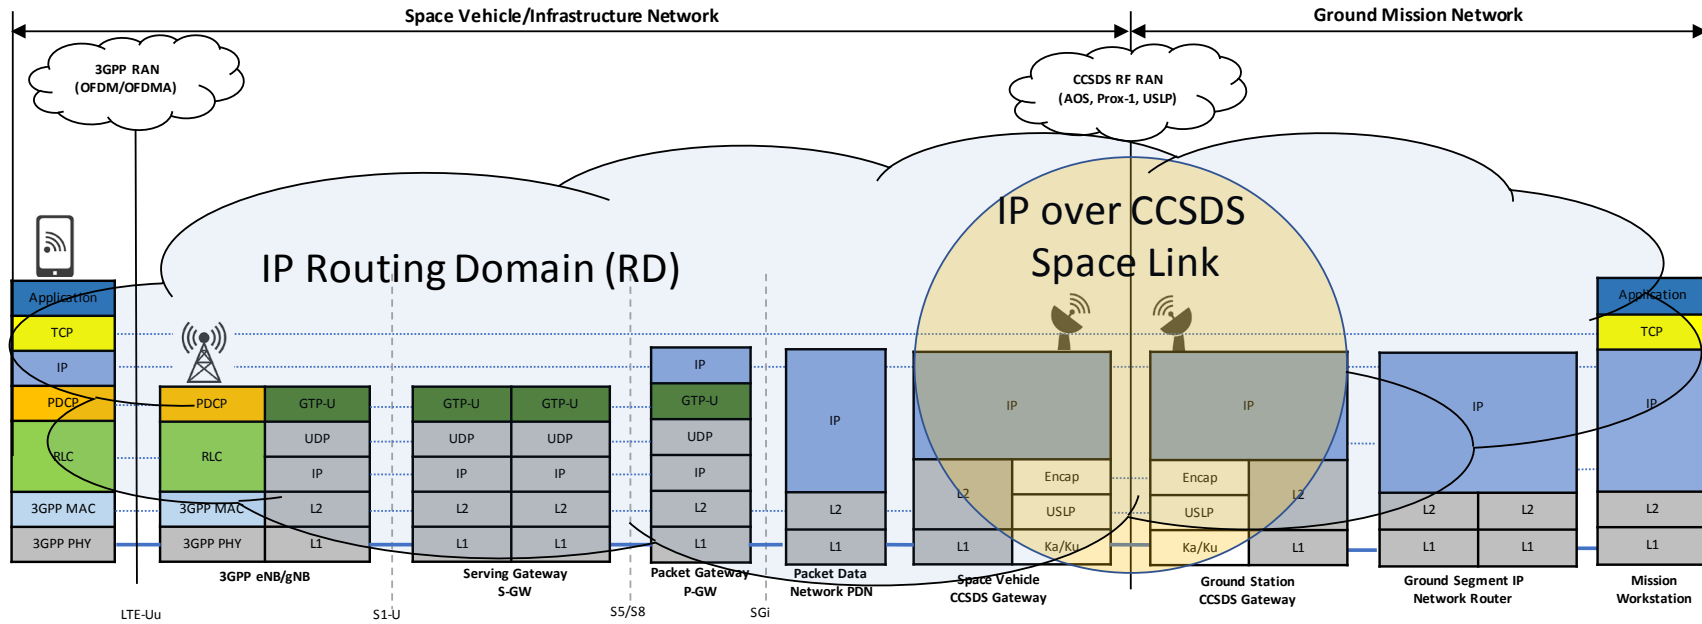 Space Vehicle/Infrastructure Network
Ground Mission Network
3GPP RAN
(OFDM/OFDMA)
CCSDS RF RAN
(AOS, Prox-1, USLP)
IP Routing Domain (RD)
IP over CCSDS
Space Link
Application
TCP
IP
PDCP
RLC
3GPP MAC
3GPP PHY
PDCP
RLC
3GPP MAC
3GPP PHY
GTP-U
UDP
IP
L2
L1
3GPP eNB/gNB
GTP-U
UDP
IP
L2
L1
GTP-U
UDP
IP
L2
L1
Serving Gateway
S-GW
IP
GTP-U
UDP
IP
L2
L1
Packet Gateway
P-GW
IP
L2
L1
Packet Data
Network PDN
IP
L2
L1
Encap
USLP
Ka/Ku
Space Vehicle
CCSDS Gateway
IP
Encap
USLP
Ka/Ku
L2
L1
Ground Station
CCSDS Gateway
IP
L2
L1
L2
L1
Ground Segment IP
Network Router
Application
TCP
IP
L2
L1
Mission
Workstation
LTE-Uu
S1-U
S5/S8
SGi